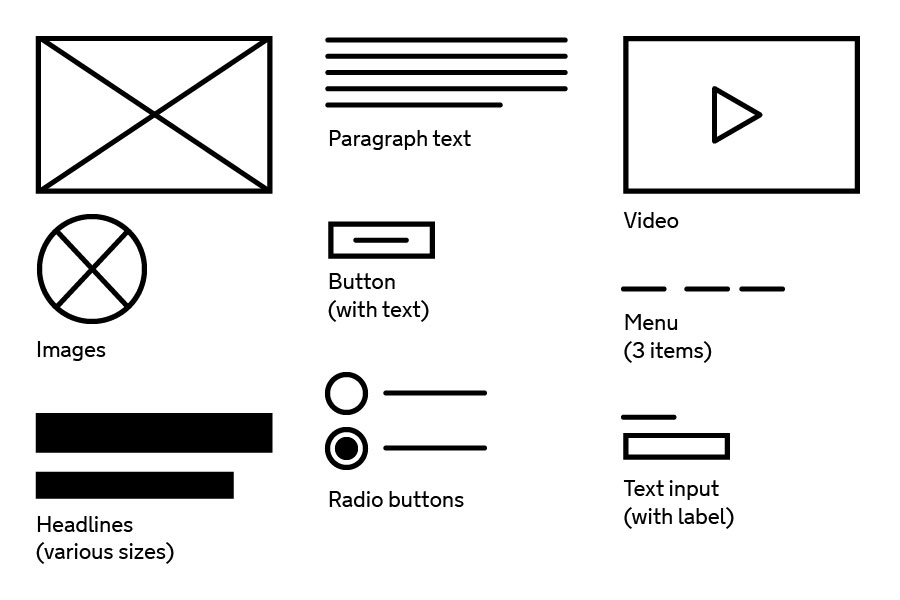 Images
Headlines
(various sizes)
Paragraph text
Button
(with text)
Radio buttons
Video
Menu
(3 items)
Text input
(with label)